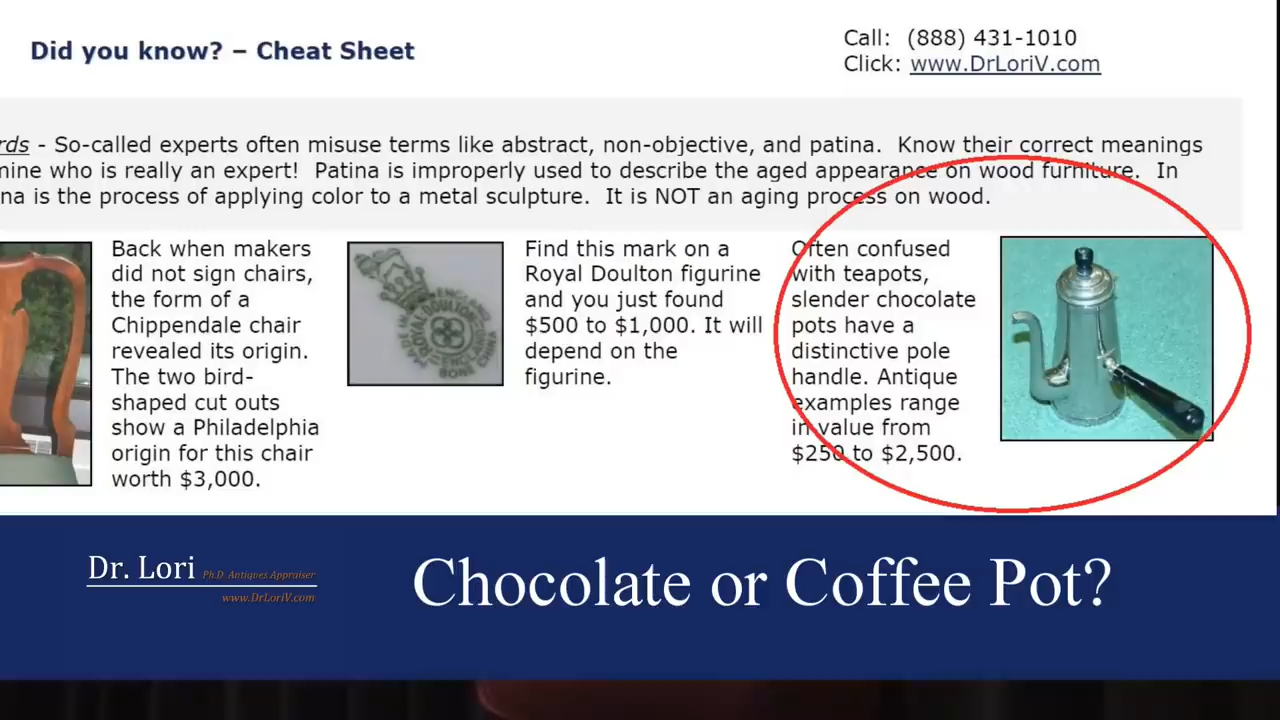 Did you know? – Cheat Sheet
Call: (888) 431-1010
Click: www.DrLoriV.com
rds - So-called experts often misuse terms like abstract, non-objective, and patina. Know their correct meanings
mine who is really an expert! Patina is improperly used to describe the aged appearance on wood furniture. In
na is the process of applying color to a metal sculpture. It is NOT an aging process on wood.
Back when makers
did not sign chairs,
the form of a
Chippendale chair
revealed its origin.
The two bird-
shaped cut outs
show a Philadelphia
origin for this chair
worth $3,000.
ROYAL DOULTON
ENGLAND
Find this mark on a
Royal Doulton figurine
and you just found
$500 to $1,000. It will
depend on the
figurine.
Often confused
with teapots,
slender chocolate
pots have a
distinctive pole
handle. Antique
examples range
in value from
$250 to $2,500.
Dr. Lori Ph.D. Antiques Appraiser
www.DrLoriV.com
Chocolate or Coffee Pot?